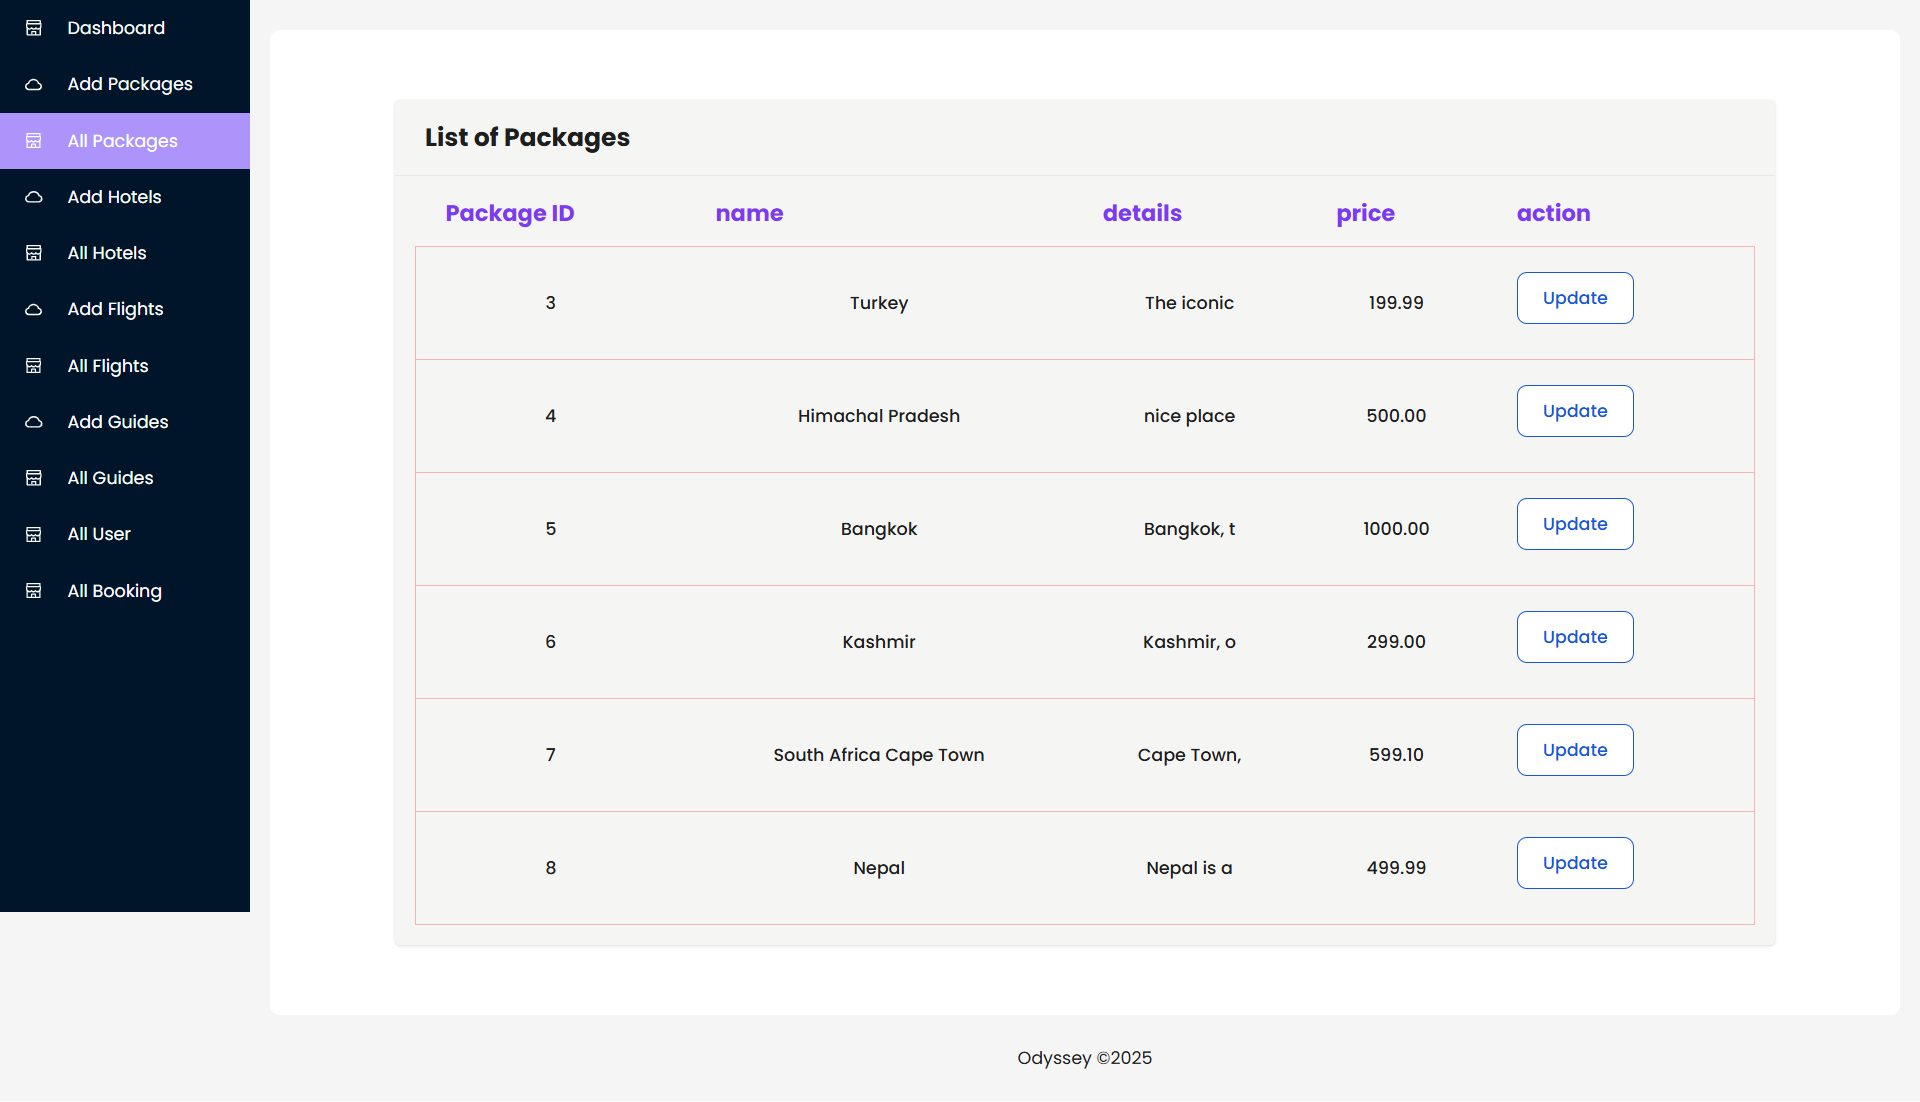 Dashboard
Add Packages
All Packages
Add Hotels
All Hotels
Add Flights
All Flights
Add Guides
All Guides
All User
All Booking
List of Packages
Package ID name details price action
3 Turkey The iconic 199.99 Update
4 Himachal Pradesh nice place 500.00 Update
5 Bangkok Bangkok, t 1000.00 Update
6 Kashmir Kashmir, o 299.00 Update
7 South Africa Cape Town Cape Town, 599.10 Update
8 Nepal Nepal is a 499.99 Update
Odyssey ©2025